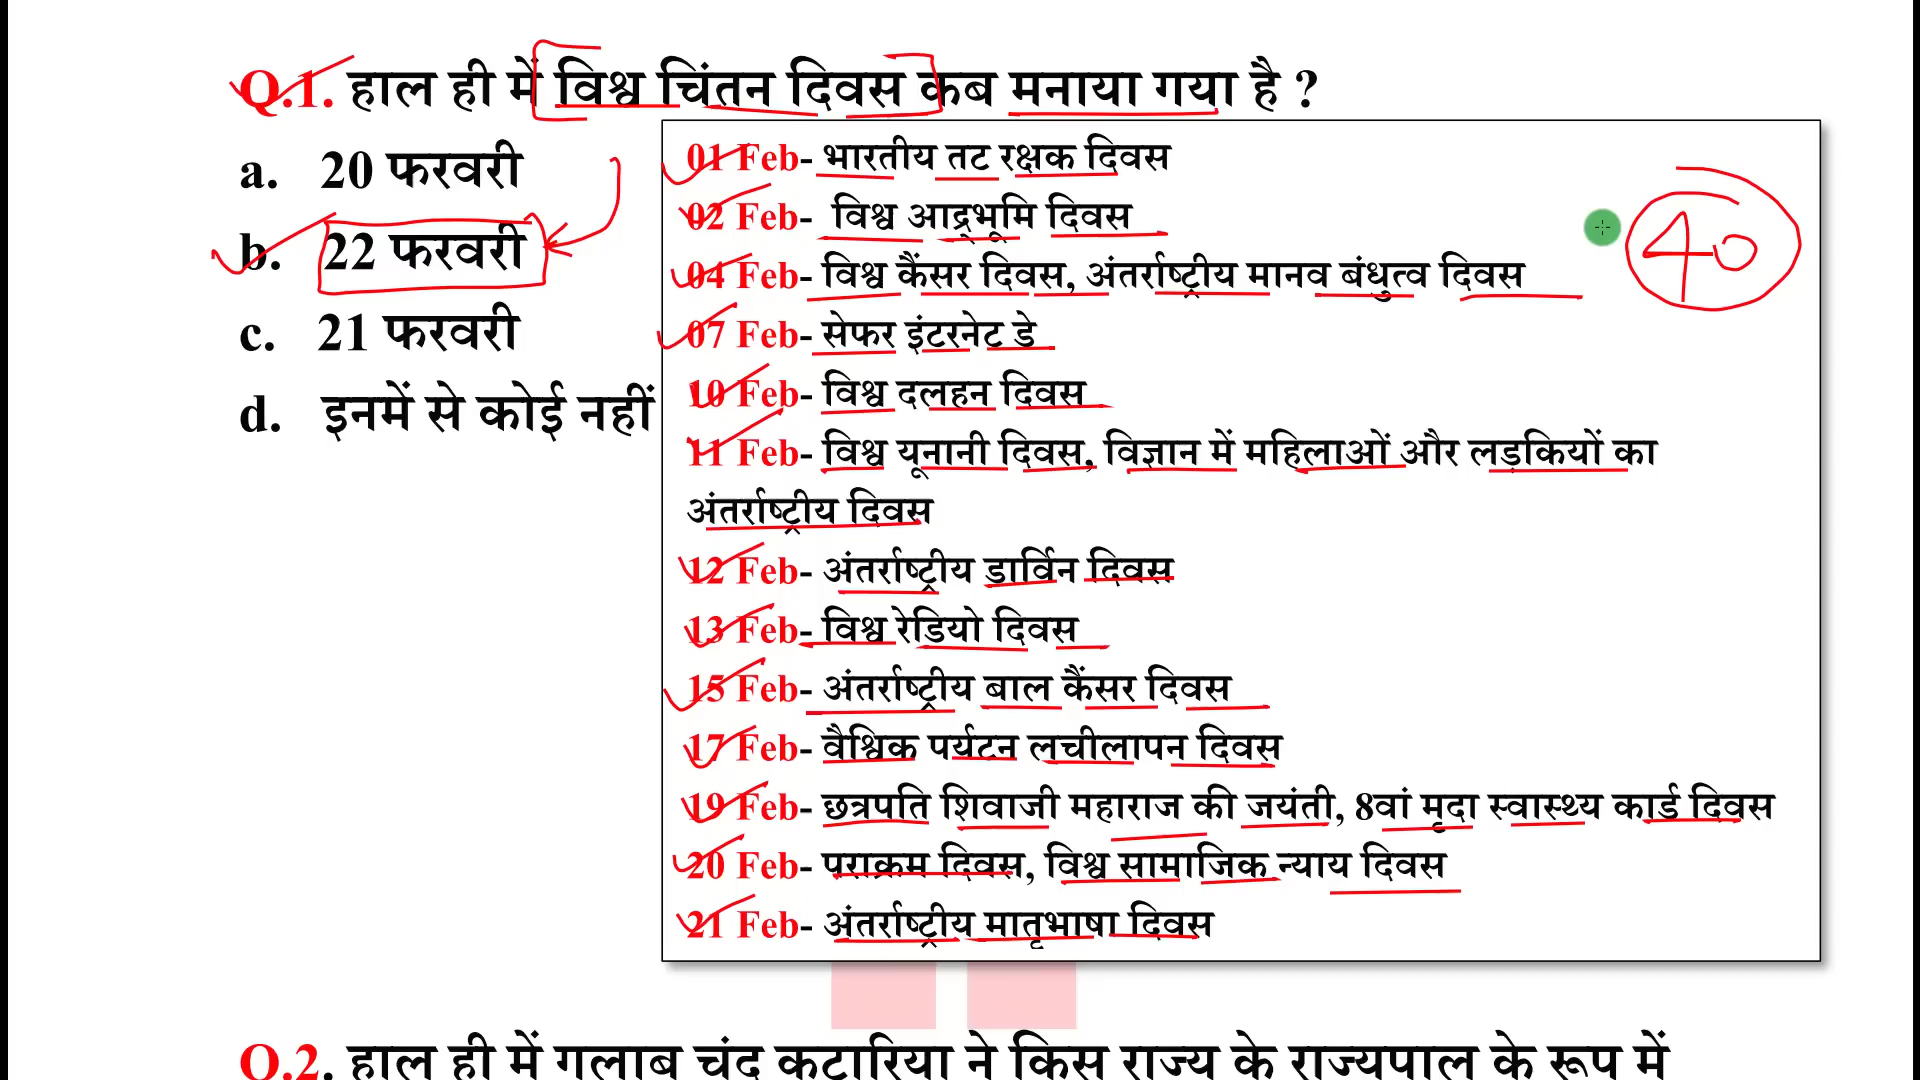 Q.1. हाल ही में विश्व चिंतन दिवस कब मनाया गया है ?
a. 20 फरवरी
b. 22 फरवरी
c. 21 फरवरी
d. इनमें से कोई नहीं
01 Feb- भारतीय तट रक्षक दिवस
02 Feb- विश्व आद्रभूमि दिवस
04 Feb- विश्व कैंसर दिवस, अंतर्राष्ट्रीय मानव बंधुत्व दिवस
07 Feb- सेफर इंटरनेट डे
10 Feb- विश्व दलहन दिवस
11 Feb- विश्व यूनानी दिवस, विज्ञान में महिलाओं और लड़कियों का
अंतर्राष्ट्रीय दिवस
12 Feb- अंतर्राष्ट्रीय डार्विन दिवस
13 Feb- विश्व रेडियो दिवस
15 Feb- अंतर्राष्ट्रीय बाल कैंसर दिवस
17 Feb- वैश्विक पर्यटन लचीलापन दिवस
19 Feb- छत्रपति शिवाजी महाराज की जयंती, 8वां मृदा स्वास्थ्य कार्ड दिवस
20 Feb- पराक्रम दिवस, विश्व सामाजिक न्याय दिवस
21 Feb- अंतर्राष्ट्रीय मातृभाषा दिवस
40
Q.2. हाल ही में गुलाब चंद कटारिया ने किस राज्य के राज्यपाल के रूप में